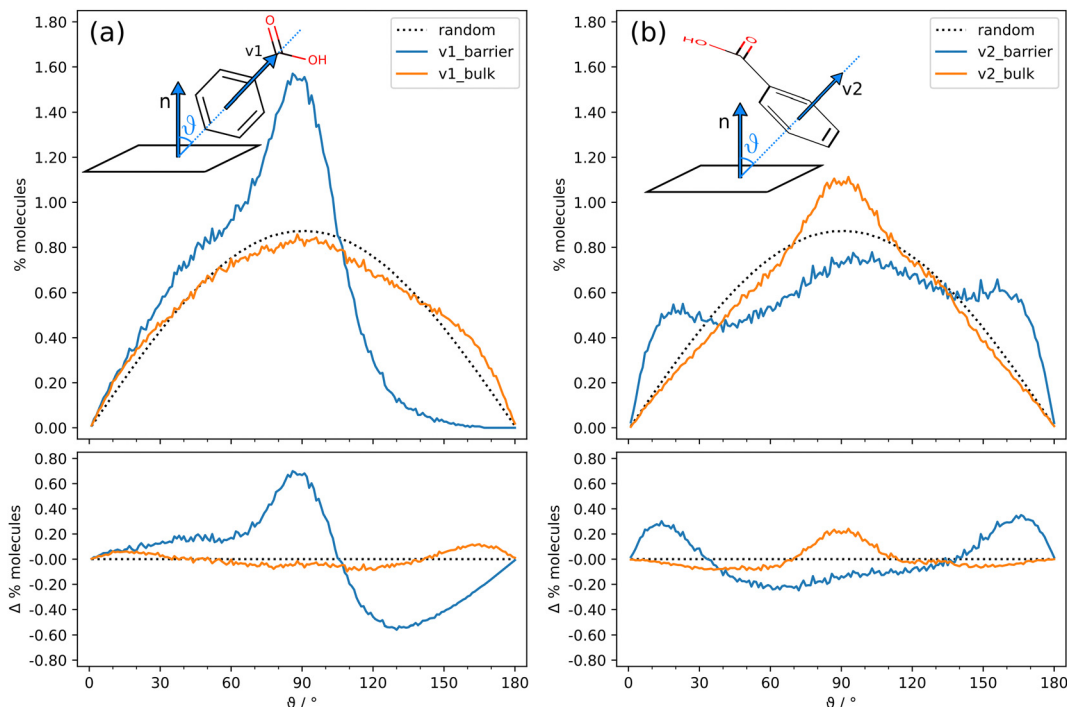 (a)
random
v1_barrier
v1_bulk
O
OH
v1
n
ϑ
% molecules
1.80
1.60
1.40
1.20
1.00
0.80
0.60
0.40
0.20
0.00
(b)
random
v2_barrier
v2_bulk
HO
O
v2
n
ϑ
% molecules
1.80
1.60
1.40
1.20
1.00
0.80
0.60
0.40
0.20
0.00
Δ % molecules
0.80
0.60
0.40
0.20
-0.00
-0.20
-0.40
-0.60
-0.80
0 30 60 90 120 150 180
ϑ / °
Δ % molecules
0.80
0.60
0.40
0.20
-0.00
-0.20
-0.40
-0.60
-0.80
0 30 60 90 120 150 180
ϑ / °